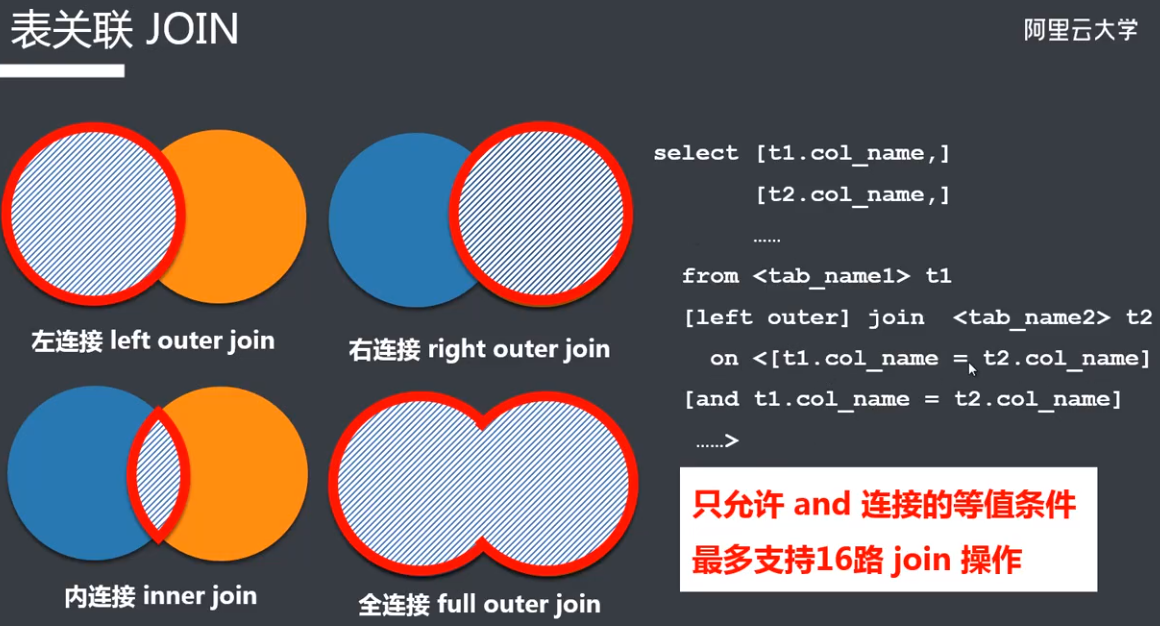 表关联 JOIN
阿里云大学
左连接 left outer join
右连接 right outer join
内连接 inner join
全连接 full outer join
select [t1.col_name,]
[t2.col_name,]
……
from <tab_name1> t1
[left outer] join <tab_name2> t2
on <[t1.col_name = t2.col_name]
[and t1.col_name = t2.col_name]
……>
只允许 and 连接的等值条件
最多支持16路 join 操作